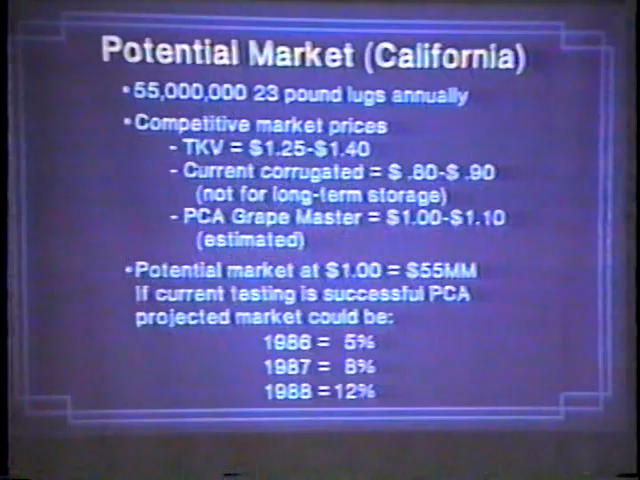 Potential Market (California)
• 55,000,000 23 pound lugs annually
• Competitive market prices
- TKV = $1.25-$1.40
- Current corrugated = $ .80-$ .90
(not for long-term storage)
- PCA Grape Master = $1.00-$1.10
(estimated)
• Potential market at $1.00 = $55MM
If current testing is successful PCA
projected market could be:
1986 = 5%
1987 = 8%
1988 = 12%